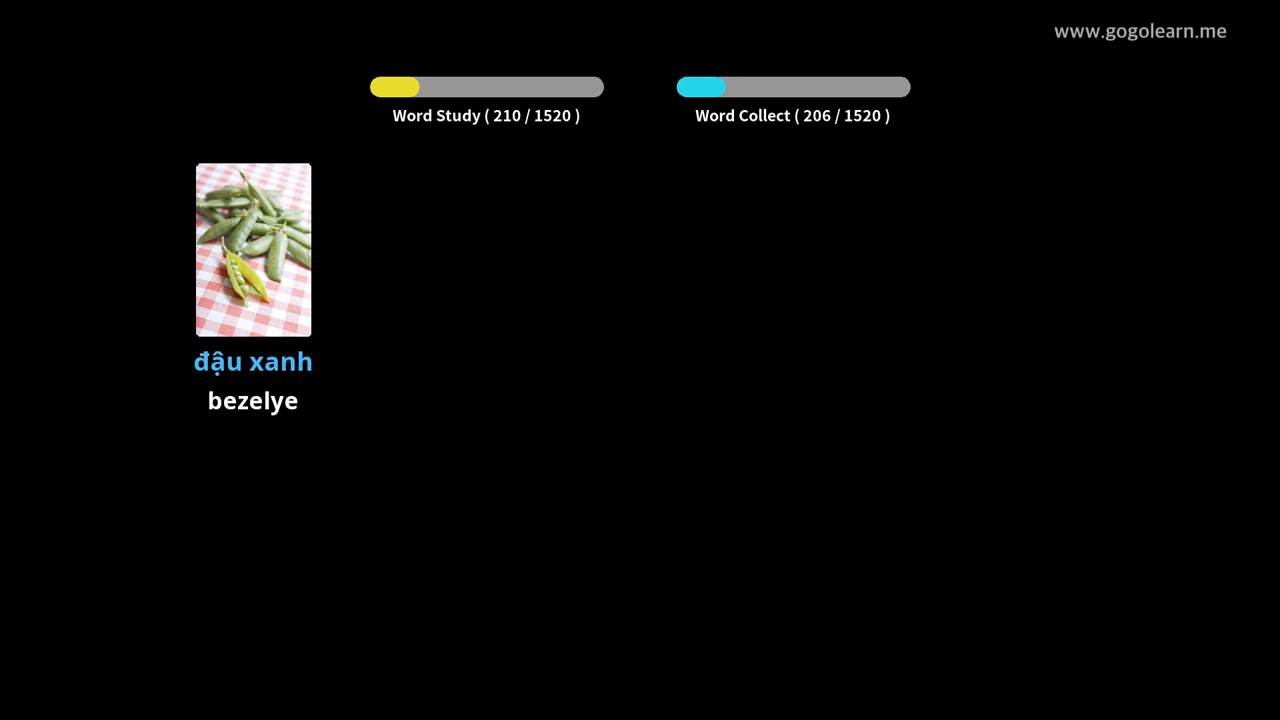 www.gogolearn.me
Word Study ( 210 / 1520 )
Word Collect ( 206 / 1520 )
đậu xanh
bezelye